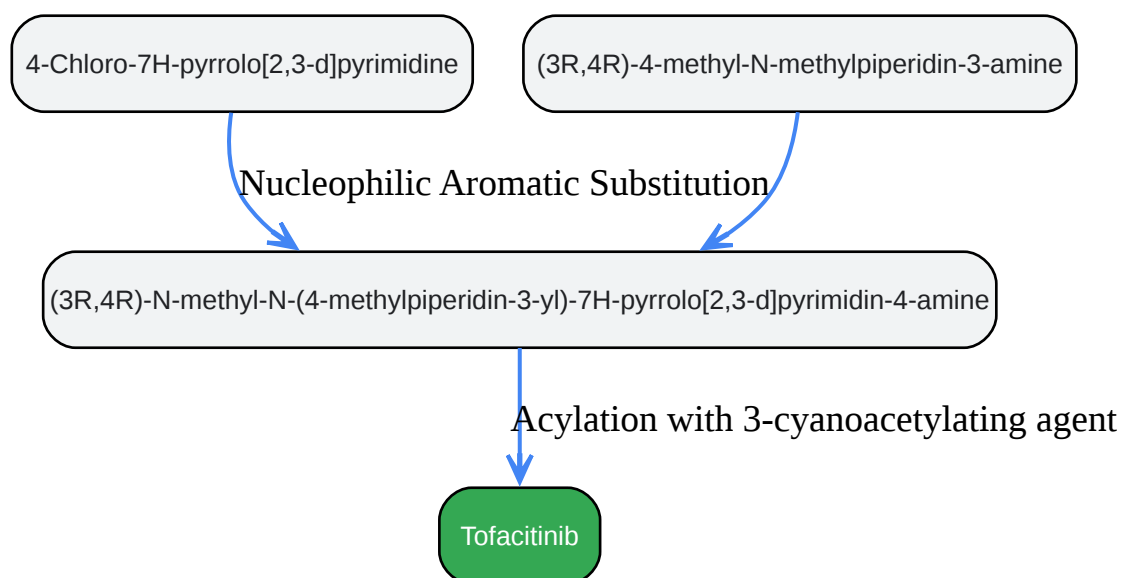 4-Chloro-7H-pyrrolo[2,3-d]pyrimidine
(3R,4R)-4-methyl-N-methylpiperidin-3-amine
Nucleophilic Aromatic Substitution
(3R,4R)-N-methyl-N-(4-methylpiperidin-3-yl)-7H-pyrrolo[2,3-d]pyrimidin-4-amine
Acylation with 3-cyanoacetylating agent
Tofacitinib